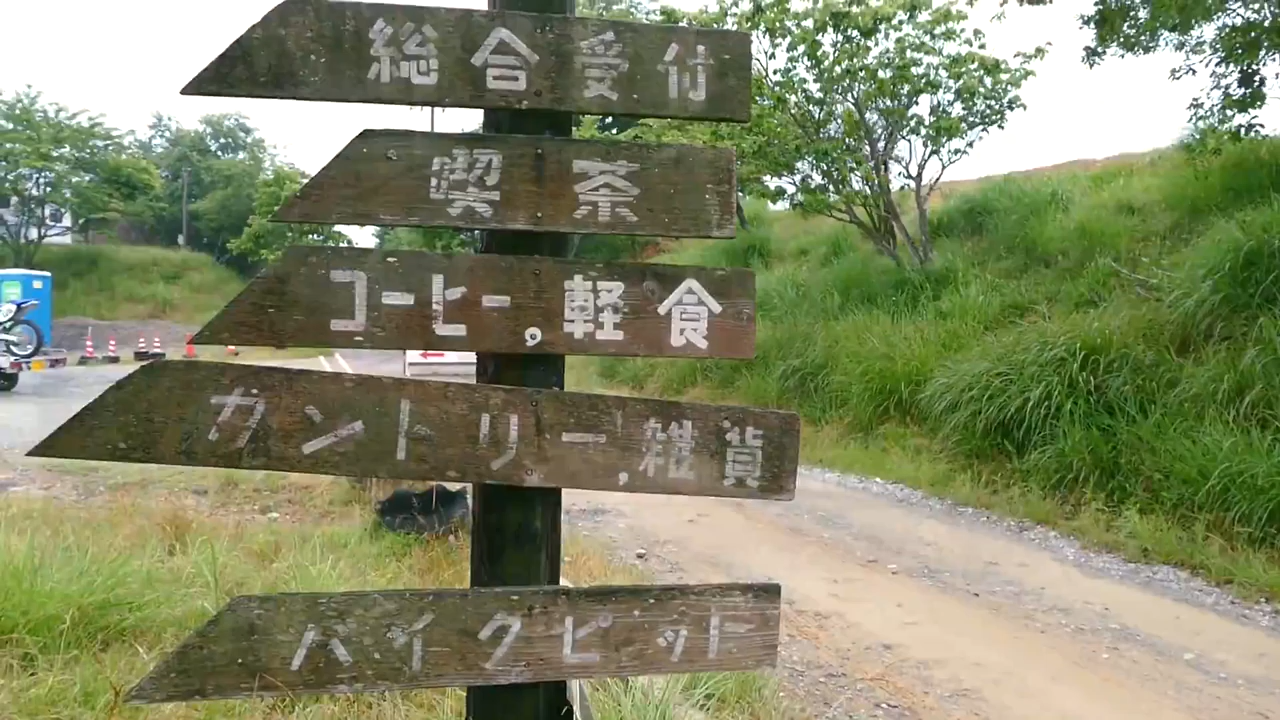 総合受付
喫茶
コーヒー,軽食
カントリー,雑貨
バイクピット